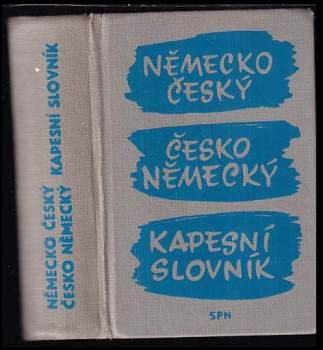 NĚMECKO ČESKÝ KAPESNÍ SLOVNÍK
ČESKO NĚMECKÝ
NĚMECKO
ČESKÝ
ČESKO
NĚMECKÝ
KAPESNÍ
SLOVNÍK
SPN